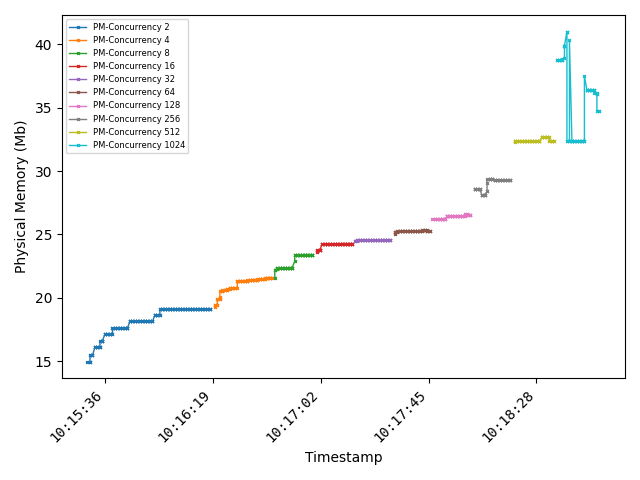 PM-Concurrency 2
PM-Concurrency 4
PM-Concurrency 8
PM-Concurrency 16
PM-Concurrency 32
PM-Concurrency 64
PM-Concurrency 128
PM-Concurrency 256
PM-Concurrency 512
PM-Concurrency 1024
Physical Memory (Mb)
40
35
30
25
20
15
10:15:36
10:16:19
10:17:02
10:17:45
10:18:28
Timestamp